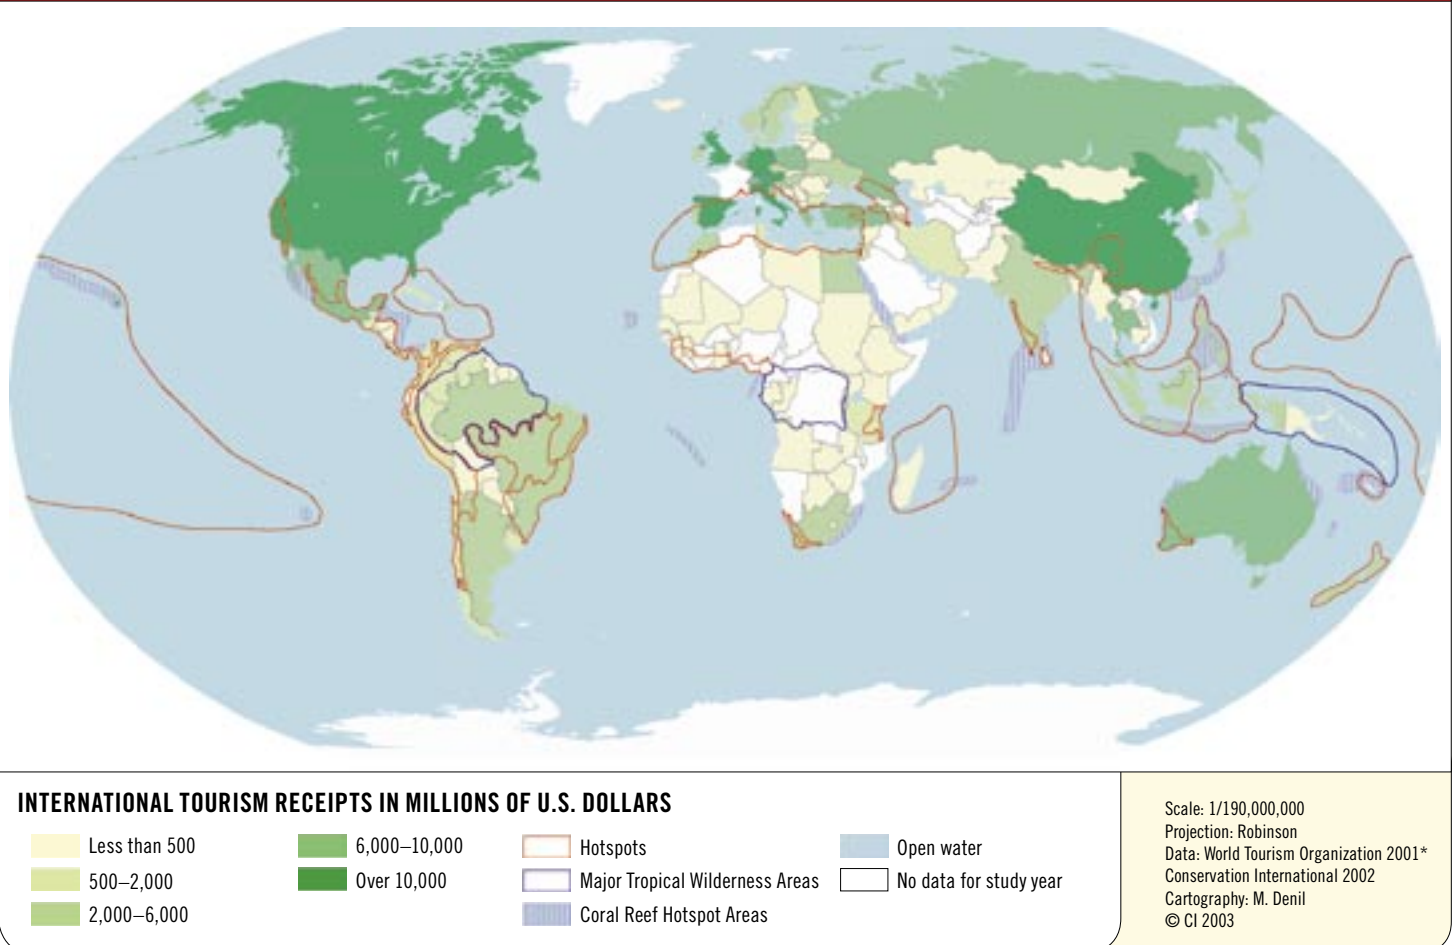 INTERNATIONAL TOURISM RECEIPTS IN MILLIONS OF U.S. DOLLARS
Less than 500
500–2,000
2,000–6,000
6,000–10,000
Over 10,000
Hotspots
Major Tropical Wilderness Areas
Coral Reef Hotspot Areas
Open water
No data for study year
Scale: 1/190,000,000
Projection: Robinson
Data: World Tourism Organization 2001*
Conservation International 2002
Cartography: M. Denil
© CI 2003